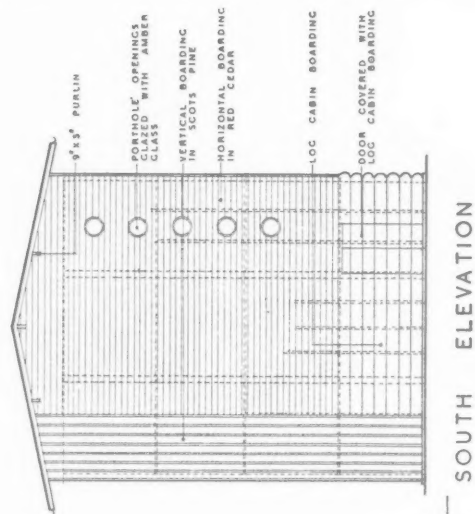 9"x3" PURLIN
PORTHOLE OPENINGS
GLAZED WITH AMBER
GLASS
VERTICAL BOARDING
IN SCOTS PINE
HORIZONTAL BOARDING
IN RED CEDAR
LOG CABIN BOARDING
DOOR COVERED WITH
LOG CABIN BOARDING
SOUTH ELEVATION